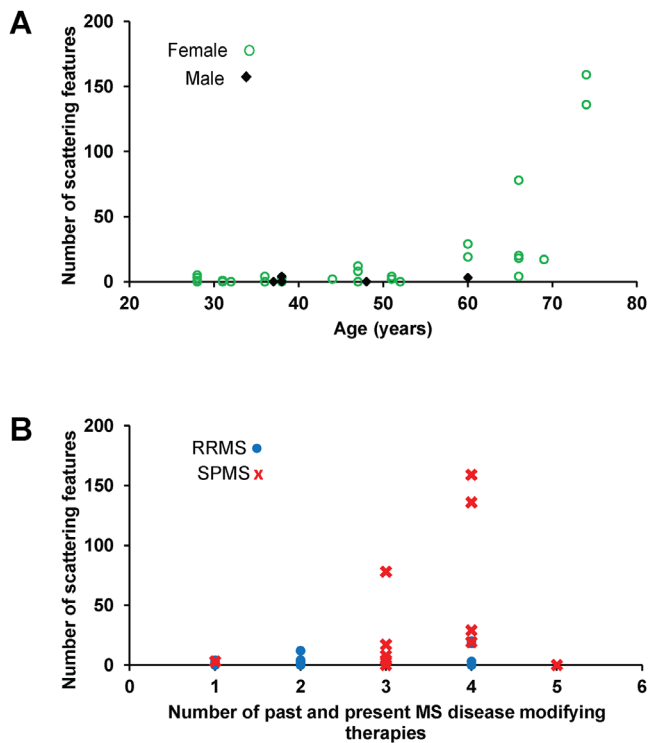 A
200
150
100
50
0
Number of scattering features
Female
Male
20 30 40 50 60 70 80
Age (years)
B
200
150
100
50
0
Number of scattering features
RRMS
SPMS
0 1 2 3 4 5 6
Number of past and present MS disease modifying
therapies